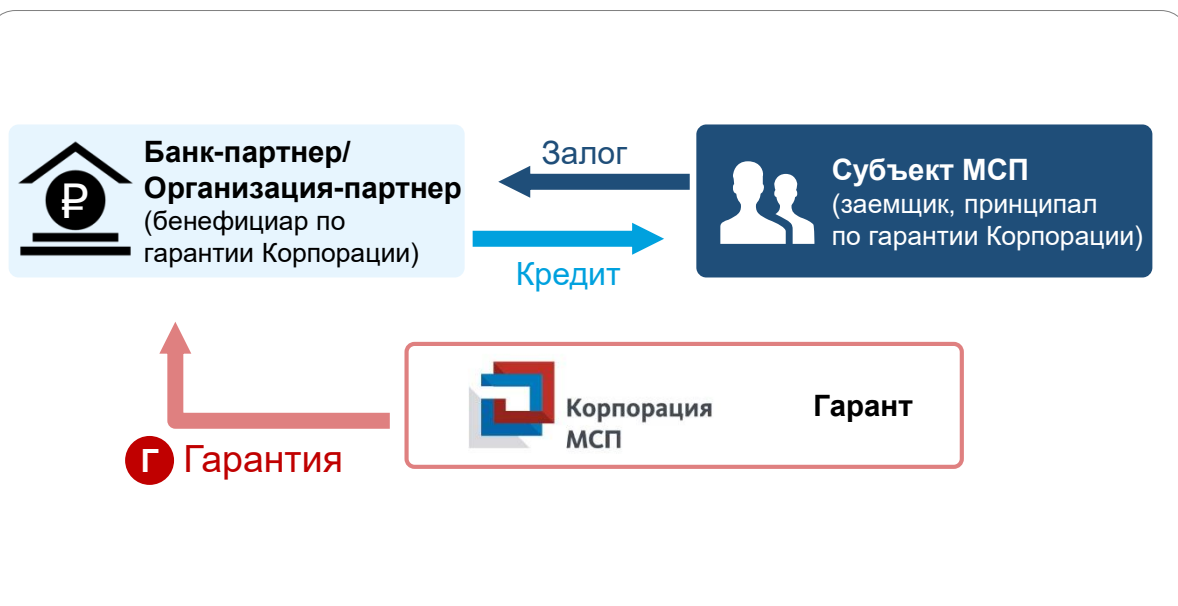 Банк-партнер/
Организация-партнер
(бенефициар по
гарантии Корпорации)
Залог
Кредит
Субъект МСП
(заемщик, принципал
по гарантии Корпорации)
Г Гарантия
Корпорация
МСП
Гарант